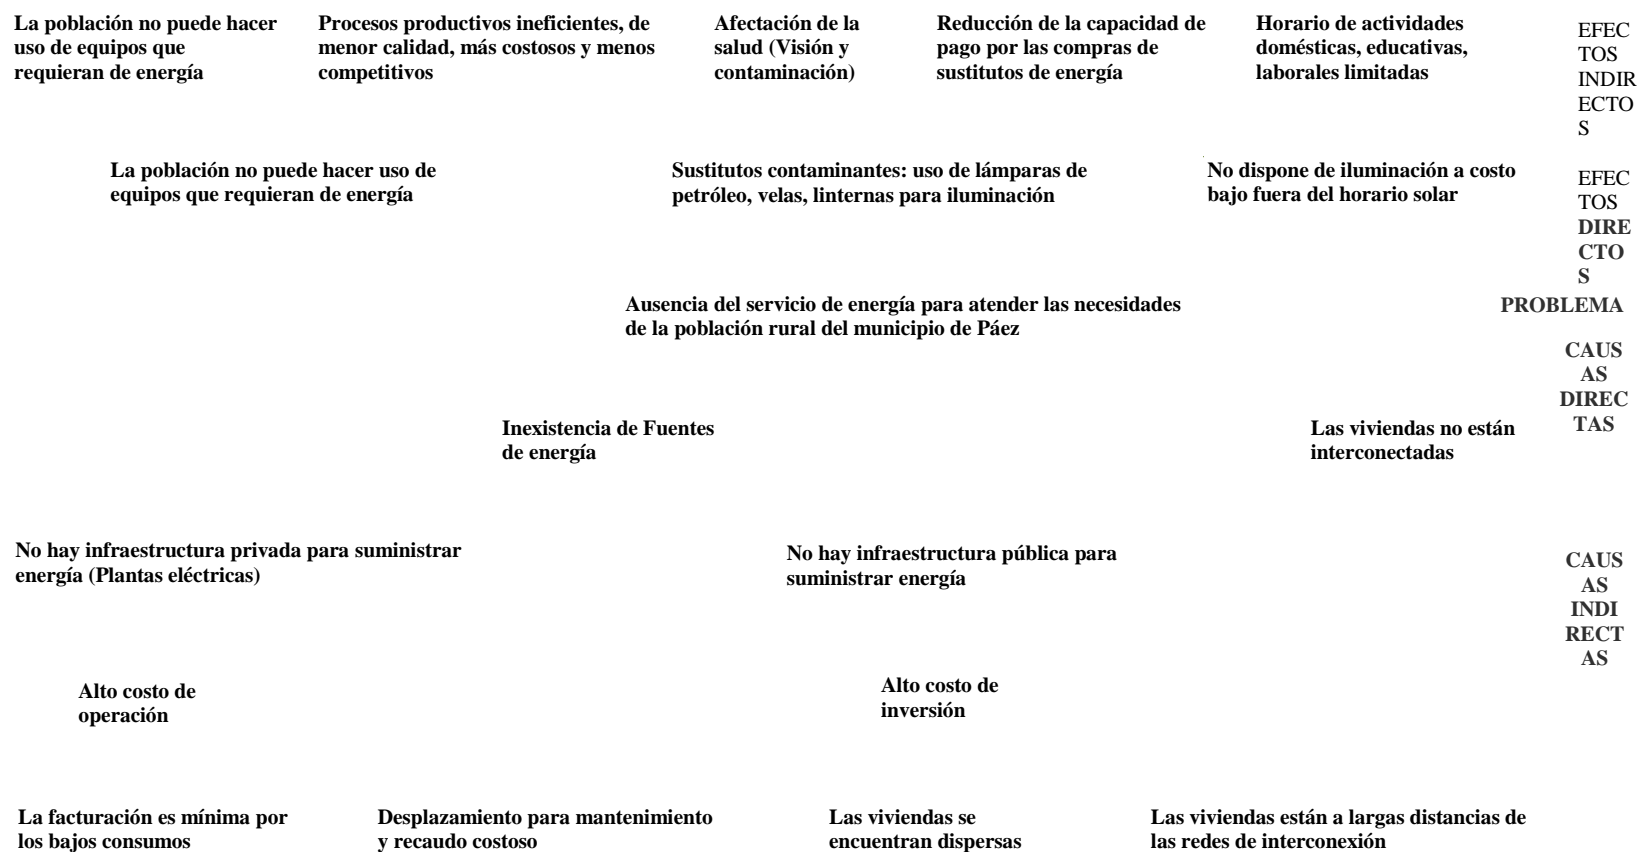 La población no puede hacer
uso de equipos que
requieran de energía
Procesos productivos ineficientes, de
menor calidad, más costosos y menos
competitivos
Afectación de la
salud (Visión y
contaminación)
Reducción de la capacidad de
pago por las compras de
sustitutos de energía
Horario de actividades
domésticas, educativas,
laborales limitadas
EFEC
TOS
INDIR
ECTO
S
La población no puede hacer uso de
equipos que requieran de energía
Sustitutos contaminantes: uso de lámparas de
petróleo, velas, linternas para iluminación
No dispone de iluminación a costo
bajo fuera del horario solar
EFEC
TOS
DIRE
CTO
S
Ausencia del servicio de energía para atender las necesidades
de la población rural del municipio de Páez
PROBLEMA
CAUS
AS
DIREC
TAS
Inexistencia de Fuentes
de energía
Las viviendas no están
interconectadas
No hay infraestructura privada para suministrar
energía (Plantas eléctricas)
No hay infraestructura pública para
suministrar energía
CAUS
AS
INDI
RECT
AS
Alto costo de
operación
Alto costo de
inversión
La facturación es mínima por
los bajos consumos
Desplazamiento para mantenimiento
y recaudo costoso
Las viviendas se
encuentran dispersas
Las viviendas están a largas distancias de
las redes de interconexión